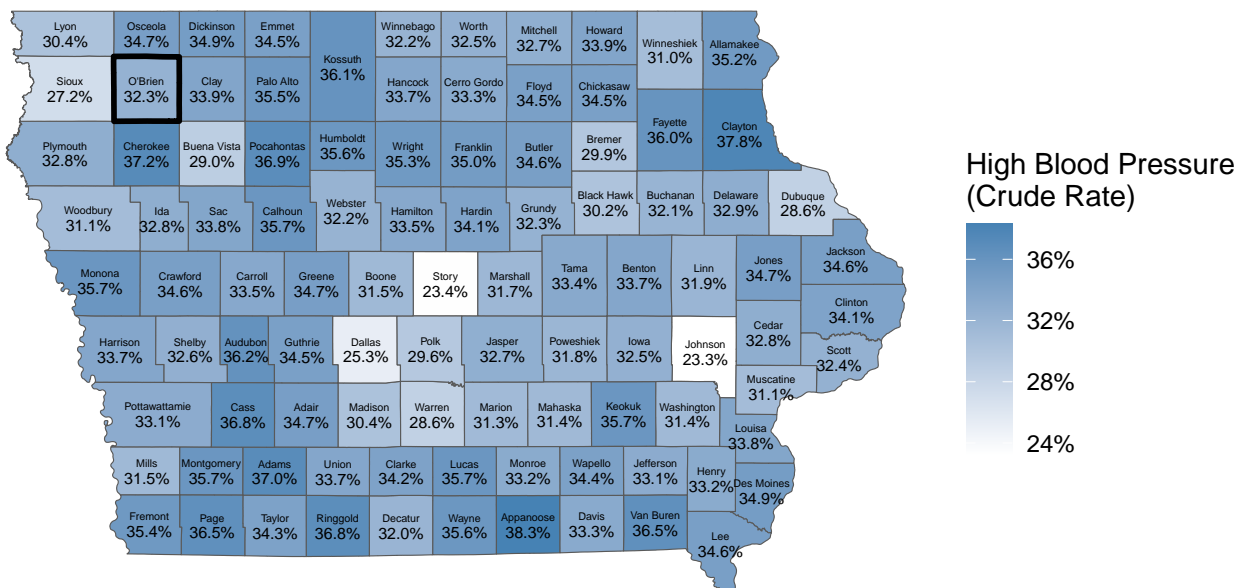 Lyon
30.4%
Osceola
34.7%
Dickinson
34.9%
Emmet
34.5%
Kossuth
36.1%
Winnebago
32.2%
Worth
32.5%
Mitchell
32.7%
Howard
33.9%
Winneshiek
31.0%
Allamakee
35.2%
Sioux
27.2%
O'Brien
32.3%
Clay
33.9%
Palo Alto
35.5%
Hancock
33.7%
Cerro Gordo
33.3%
Floyd
34.5%
Chickasaw
34.5%
Fayette
36.0%
Clayton
37.8%
Plymouth
32.8%
Cherokee
37.2%
Buena Vista
29.0%
Pocahontas
36.9%
Humboldt
35.6%
Wright
35.3%
Franklin
35.0%
Butler
34.6%
Bremer
29.9%
Woodbury
31.1%
Ida
32.8%
Sac
33.8%
Calhoun
35.7%
Webster
32.2%
Hamilton
33.5%
Hardin
34.1%
Grundy
32.3%
Black Hawk
30.2%
Buchanan
32.1%
Delaware
32.9%
Dubuque
28.6%
Monona
35.7%
Crawford
34.6%
Carroll
33.5%
Greene
34.7%
Boone
31.5%
Story
23.4%
Marshall
31.7%
Tama
33.4%
Benton
33.7%
Linn
31.9%
Jones
34.7%
Jackson
34.6%
Clinton
34.1%
Harrison
33.7%
Shelby
32.6%
Audubon
36.2%
Guthrie
34.5%
Dallas
25.3%
Polk
29.6%
Jasper
32.7%
Poweshiek
31.8%
Iowa
32.5%
Johnson
23.3%
Cedar
32.8%
Scott
32.4%
Muscatine
31.1%
Pottawattamie
33.1%
Cass
36.8%
Adair
34.7%
Madison
30.4%
Warren
28.6%
Marion
31.3%
Mahaska
31.4%
Keokuk
35.7%
Washington
31.4%
Louisa
33.8%
Mills
31.5%
Montgomery
35.7%
Adams
37.0%
Union
33.7%
Clarke
34.2%
Lucas
35.7%
Monroe
33.2%
Wapello
34.4%
Jefferson
33.1%
Henry
33.2%
Des Moines
34.9%
Fremont
35.4%
Page
36.5%
Taylor
34.3%
Ringgold
36.8%
Decatur
32.0%
Wayne
35.6%
Appanoose
38.3%
Davis
33.3%
Van Buren
36.5%
Lee
34.6%
High Blood Pressure
(Crude Rate)
36%
32%
28%
24%